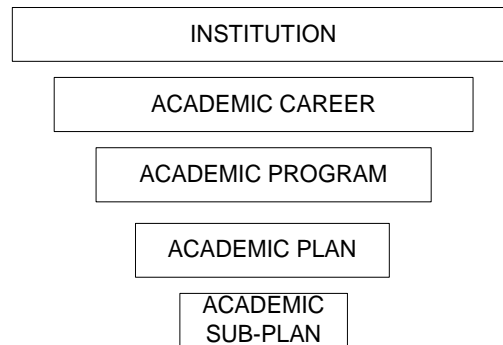 INSTITUTION
ACADEMIC CAREER
ACADEMIC PROGRAM
ACADEMIC PLAN
ACADEMIC
SUB-PLAN